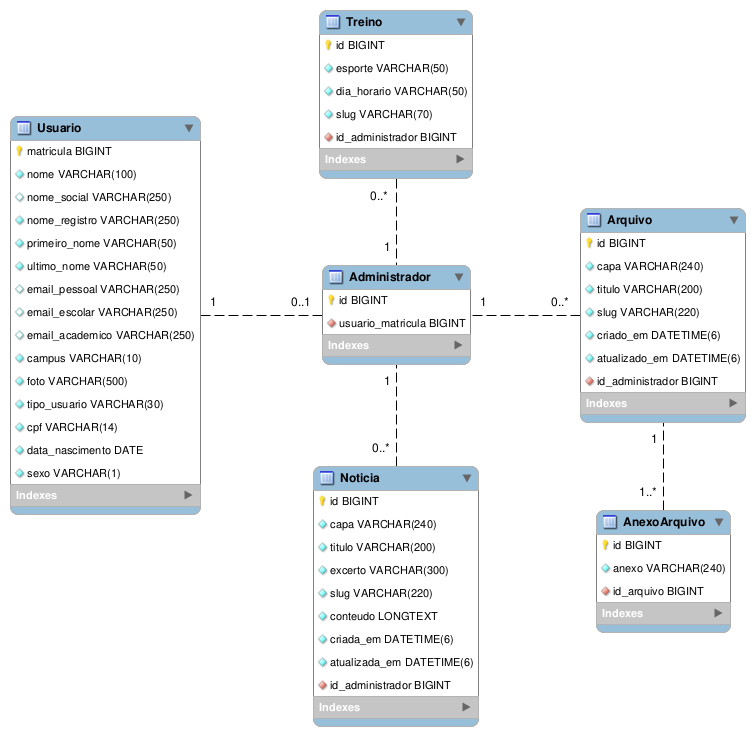 Treino
id BIGINT
esporte VARCHAR(50)
dia_horario VARCHAR(50)
slug VARCHAR(70)
id_administrador BIGINT
Indexes
Usuario
matricula BIGINT
nome VARCHAR(100)
nome_social VARCHAR(250)
nome_registro VARCHAR(250)
primeiro_nome VARCHAR(50)
ultimo_nome VARCHAR(50)
email_pessoal VARCHAR(250)
email_escolar VARCHAR(250)
email_academico VARCHAR(250)
campus VARCHAR(10)
foto VARCHAR(500)
tipo_usuario VARCHAR(30)
cpf VARCHAR(14)
data_nascimento DATE
sexo VARCHAR(1)
Indexes
0..*
1
1
0..1
Administrador
id BIGINT
usuario_matricula BIGINT
Indexes
1
0..*
Arquivo
id BIGINT
capa VARCHAR(240)
titulo VARCHAR(200)
slug VARCHAR(220)
criado_em DATETIME(6)
atualizado_em DATETIME(6)
id_administrador BIGINT
Indexes
1
0..*
Noticia
id BIGINT
capa VARCHAR(240)
titulo VARCHAR(200)
excerto VARCHAR(300)
slug VARCHAR(220)
conteudo LONGTEXT
criada_em DATETIME(6)
atualizada_em DATETIME(6)
id_administrador BIGINT
Indexes
1
1..*
AnexoArquivo
id BIGINT
anexo VARCHAR(240)
id_arquivo BIGINT
Indexes